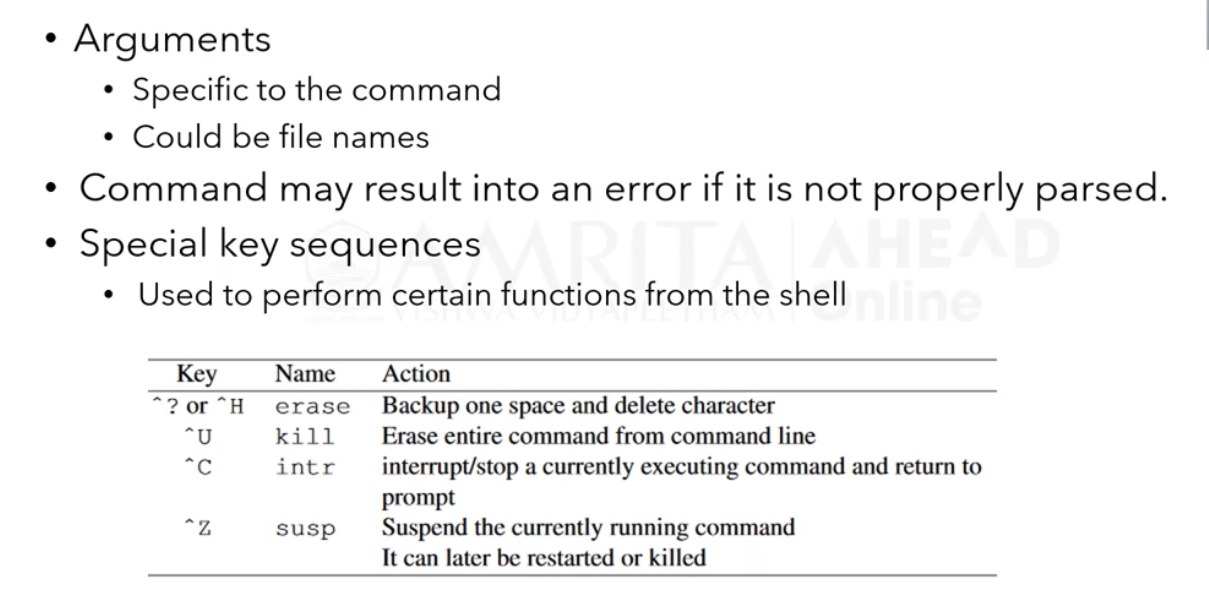 • Arguments
• Specific to the command
• Could be file names
• Command may result into an error if it is not properly parsed.
• Special key sequences
AMRITA | AHEAD
• Used to perform certain functions from the shell
VISHWA VIDYAPEETHAM | Online
Key Name Action
^? or ^H erase Backup one space and delete character
^U kill Erase entire command from command line
^C intr interrupt/stop a currently executing command and return to
prompt
^Z susp Suspend the currently running command
It can later be restarted or killed